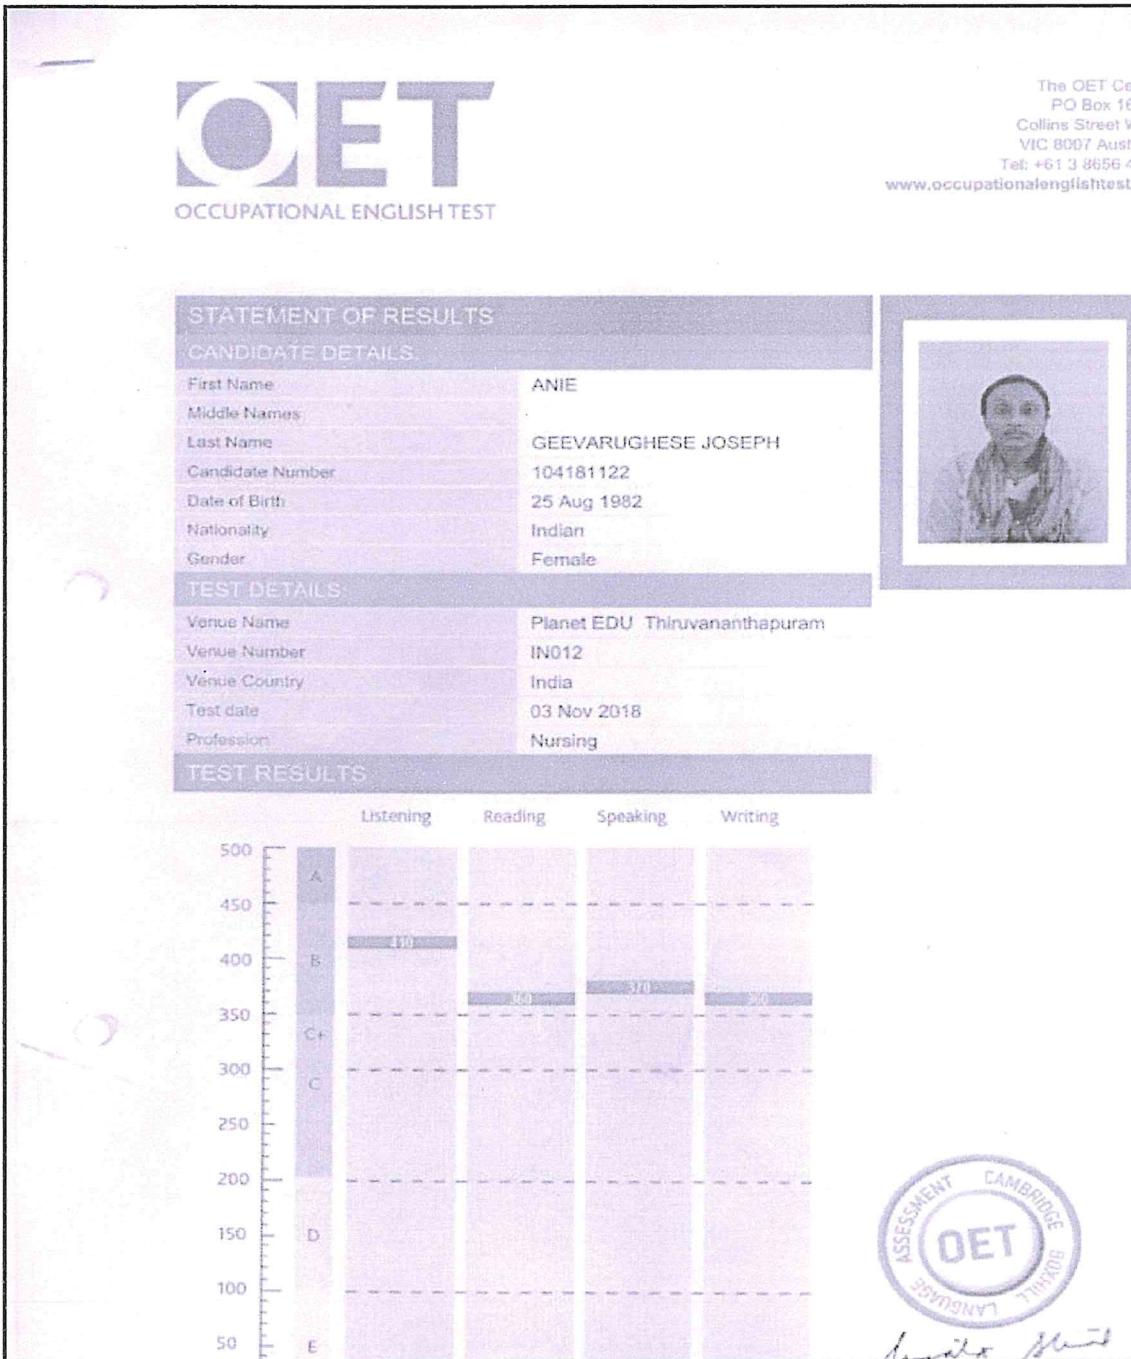 OET
OCCUPATIONAL ENGLISH TEST
The OET Ce
PO Box 16
Collins Street W
VIC 8007 Aust
Tel: +61 3 8656 4
www.occupationalenglishtest
STATEMENT OF RESULTS
CANDIDATE DETAILS
First Name ANIE
Middle Names
Last Name GEEVARUGHESE JOSEPH
Candidate Number 104181122
Date of Birth 25 Aug 1982
Nationality Indian
Gender Female
TEST DETAILS
Venue Name Planet EDU Thiruvananthapuram
Venue Number IN012
Venue Country India
Test date 03 Nov 2018
Profession Nursing
TEST RESULTS
Listening Reading Speaking Writing
500
A
450
410
400 B
370
360 360
350
C+
300
C
250
200
150 D
100
50 E
ASSESSMENT CAMBRIDGE BOXHILL LANGUAGE
OET